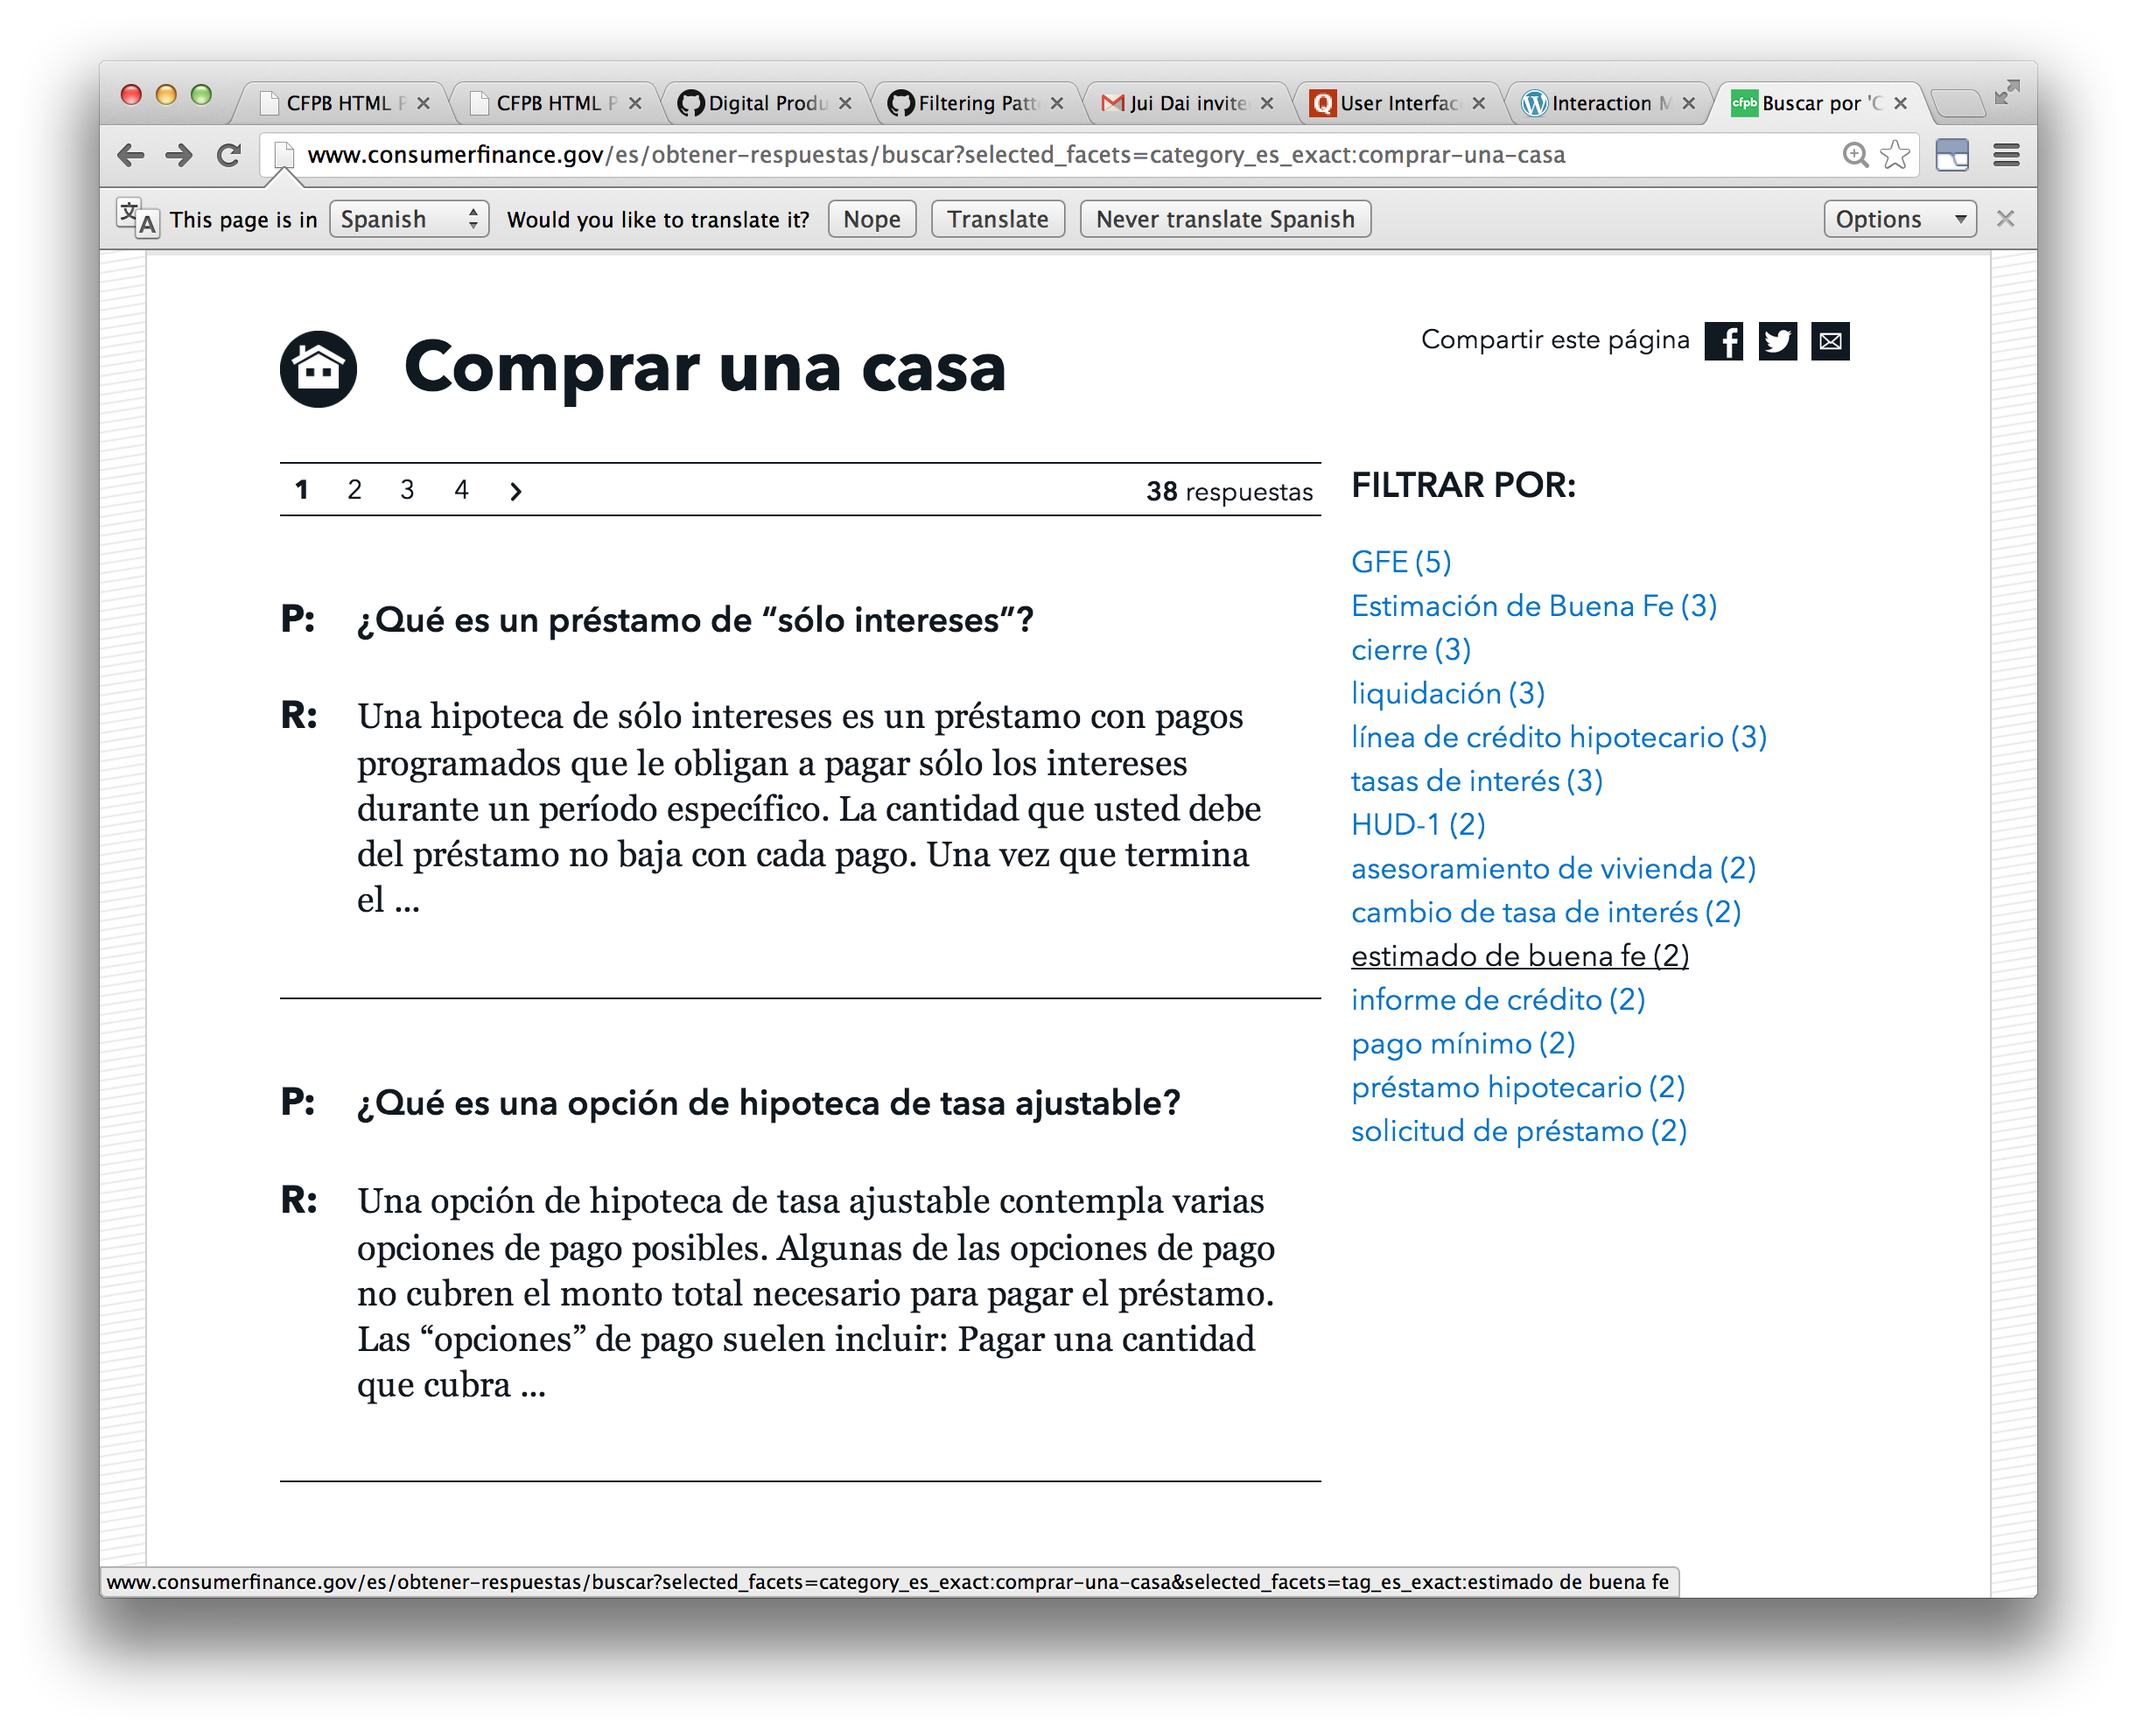 CFPB HTML P
CFPB HTML P
Digital Produ
Filtering Patte
Jui Dai invite
User Interfac
Interaction M
cfpb Buscar por 'C
www.consumerfinance.gov/es/obtener-respuestas/buscar?selected_facets=category_es_exact:comprar-una-casa
This page is in Spanish Would you like to translate it? Nope Translate Never translate Spanish Options
Comprar una casa
Compartir este página
1 2 3 4 >
38 respuestas
P: ¿Qué es un préstamo de “sólo intereses”?
R: Una hipoteca de sólo intereses es un préstamo con pagos
programados que le obligan a pagar sólo los intereses
durante un período específico. La cantidad que usted debe
del préstamo no baja con cada pago. Una vez que termina
el ...
P: ¿Qué es una opción de hipoteca de tasa ajustable?
R: Una opción de hipoteca de tasa ajustable contempla varias
opciones de pago posibles. Algunas de las opciones de pago
no cubren el monto total necesario para pagar el préstamo.
Las “opciones” de pago suelen incluir: Pagar una cantidad
que cubra ...
FILTRAR POR:
GFE (5)
Estimación de Buena Fe (3)
cierre (3)
liquidación (3)
línea de crédito hipotecario (3)
tasas de interés (3)
HUD-1 (2)
asesoramiento de vivienda (2)
cambio de tasa de interés (2)
estimado de buena fe (2)
informe de crédito (2)
pago mínimo (2)
préstamo hipotecario (2)
solicitud de préstamo (2)
www.consumerfinance.gov/es/obtener-respuestas/buscar?selected_facets=category_es_exact:comprar-una-casa&selected_facets=tag_es_exact:estimado de buena fe